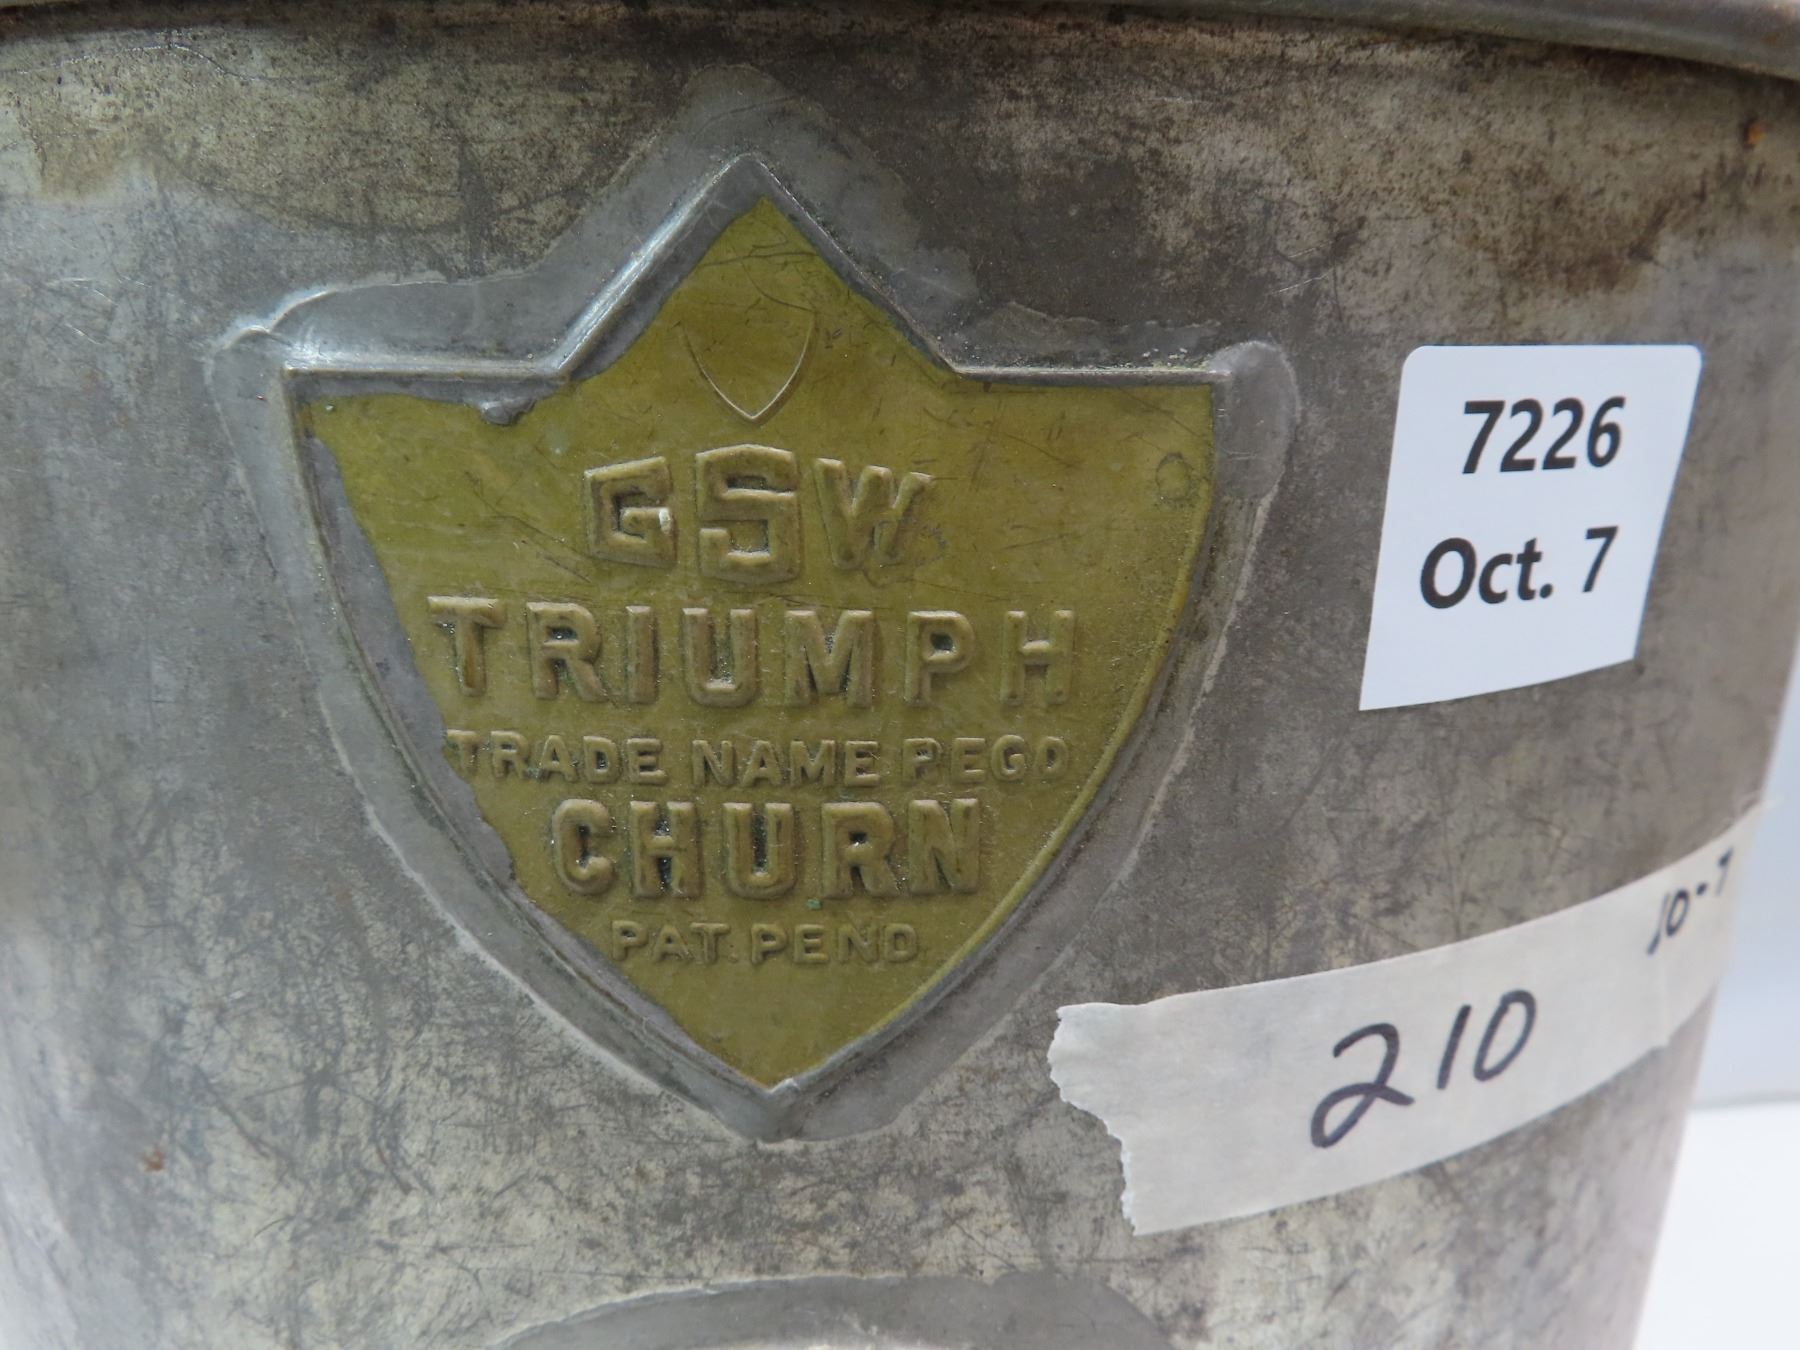 GSW
TRIUMPH
TRADE NAME REGD
CHURN
PAT. PEND
7226
Oct. 7
10-7
210